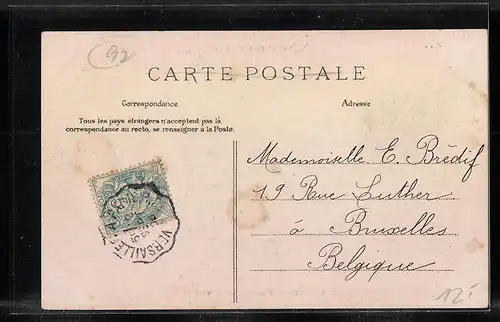 92
CARTE POSTALE
Correspondance
Adresse
Tous les pays étrangers n'acceptent pas la
correspondance au recto, se renseigner à la Poste.
Mademoiselle E. Brédif
19 Rue Luther
à Bruxelles
Belgique
VERSAILLES
12.-